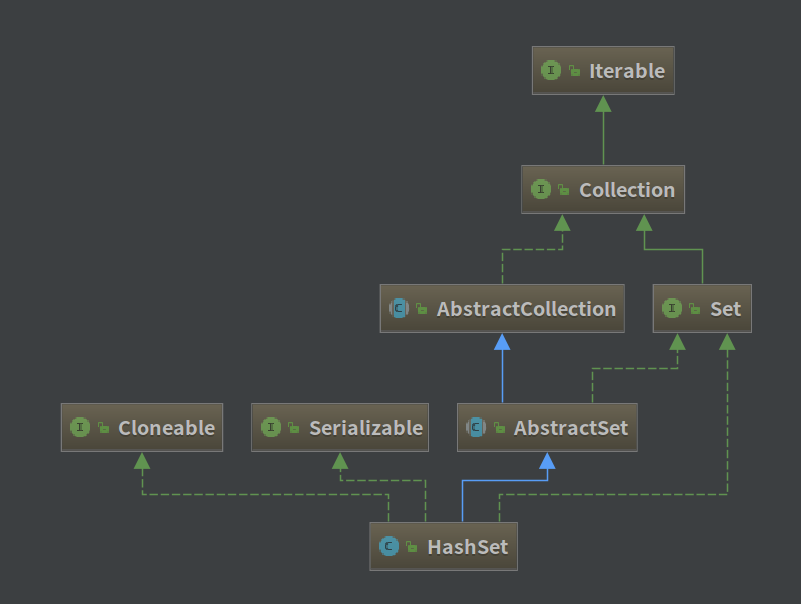 I Iterable
I Collection
C AbstractCollection
I Set
I Cloneable
I Serializable
C AbstractSet
C HashSet